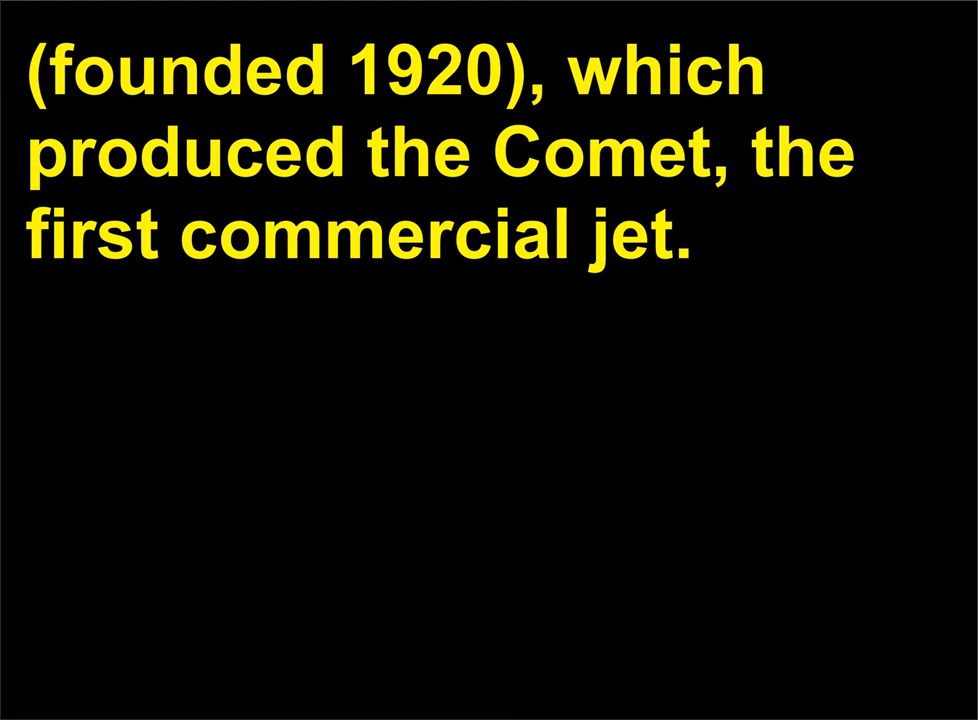 (founded 1920), which
produced the Comet, the
first commercial jet.